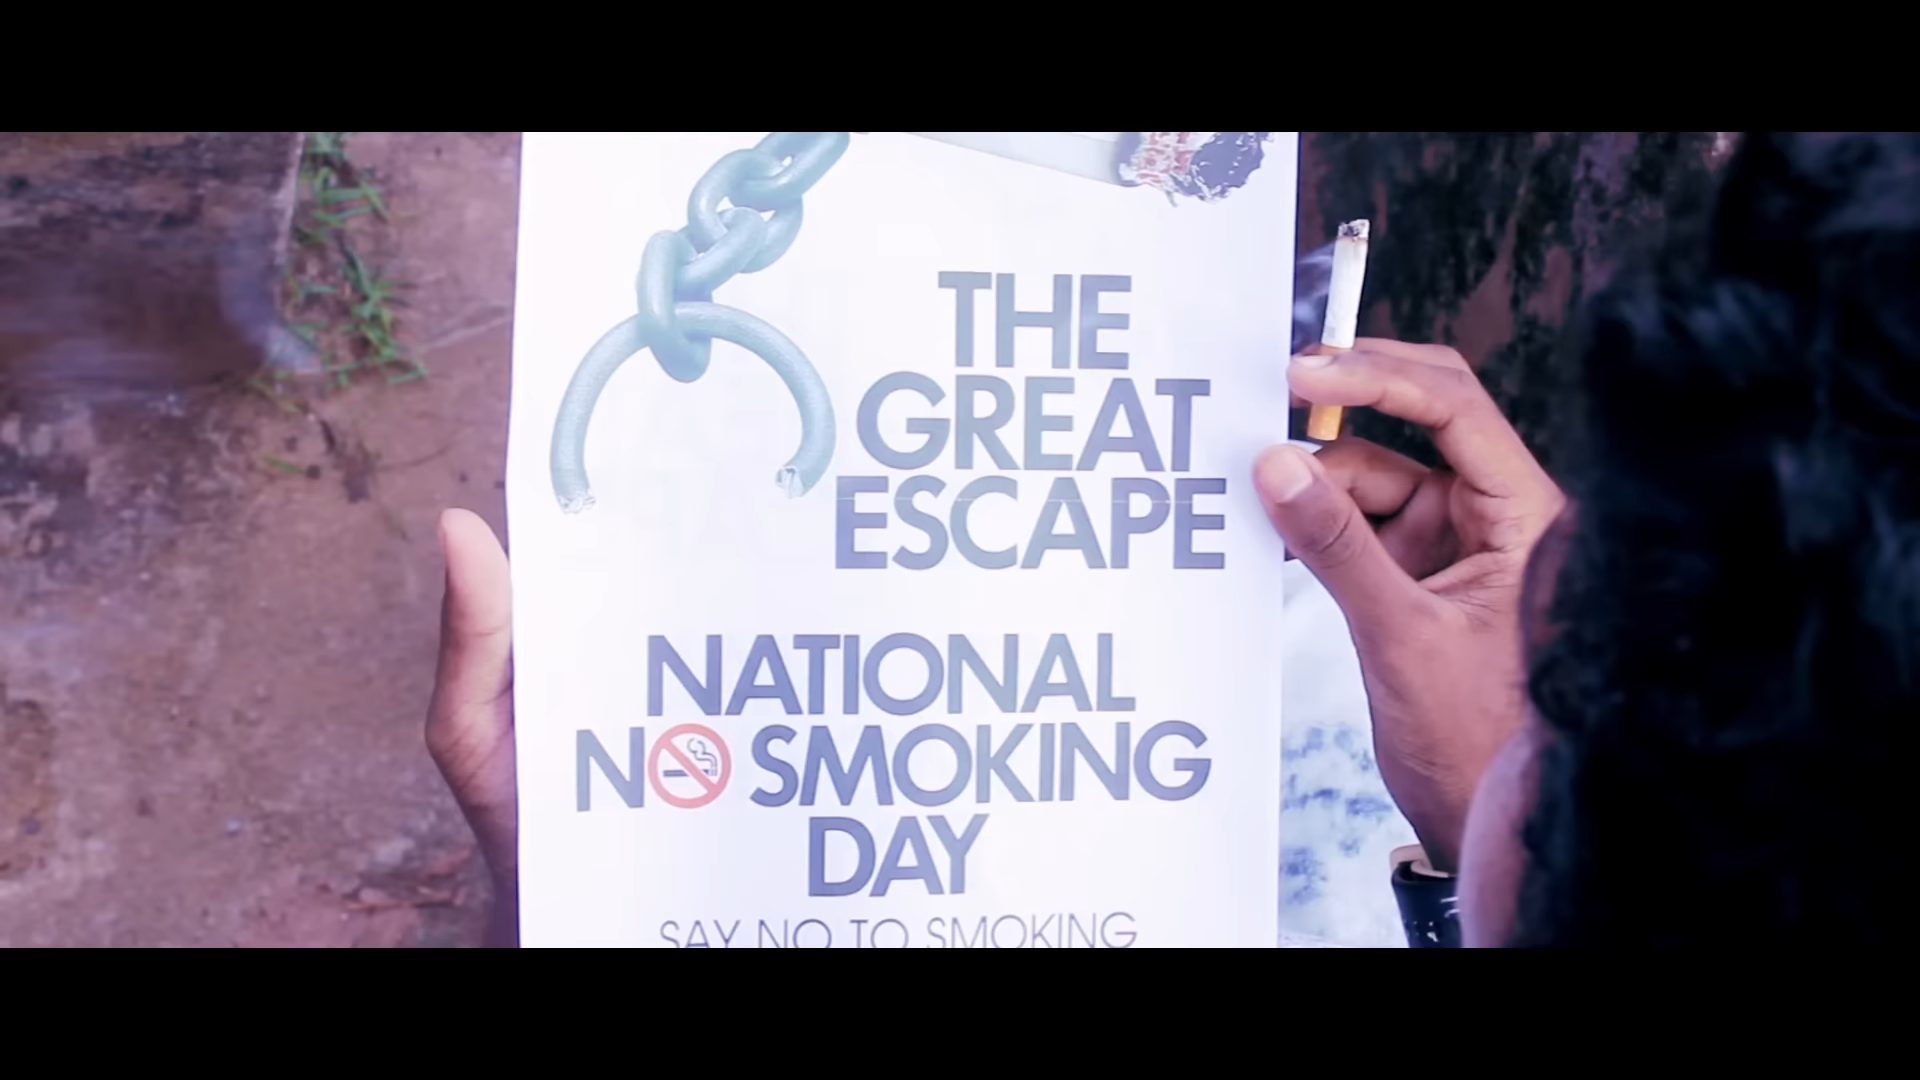 THE
GREAT
ESCAPE
NATIONAL
NO SMOKING
DAY
SAY NO TO SMOKING